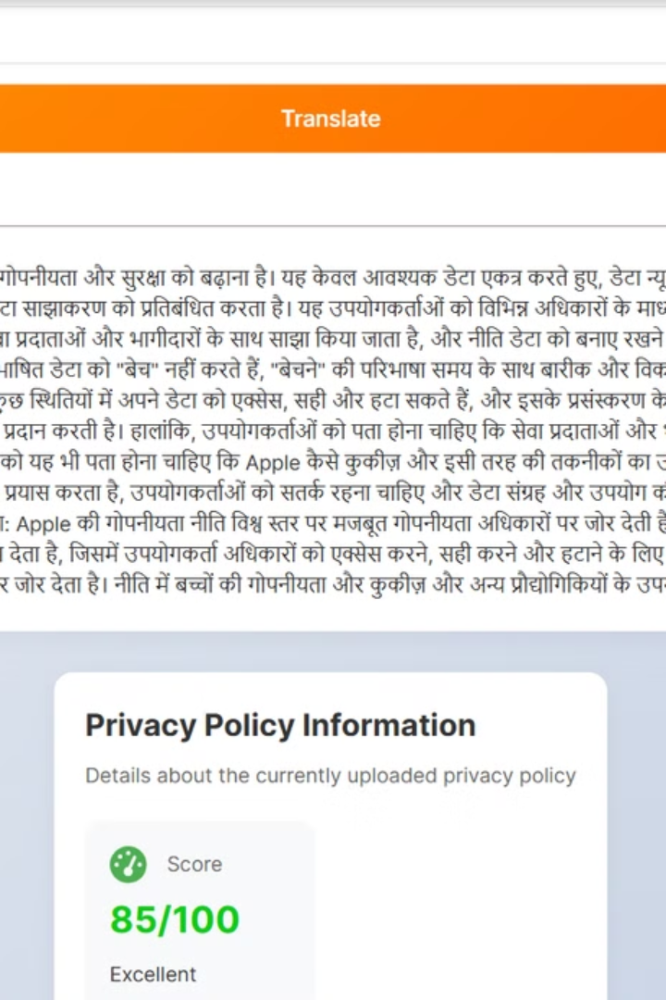 Translate
गोपनीयता और सुरक्षा को बढ़ाना है। यह केवल आवश्यक डेटा एकत्र करते हुए, डेटा
साझाकरण को प्रतिबंधित करता है। यह उपयोगकर्ताओं को विभिन्न अधिकारों के
प्रदाताओं और भागीदारों के साथ साझा किया जाता है, और नीति डेटा को बनाए रखने
डेटा को "बेच" नहीं करते हैं, "बेचने" की परिभाषा समय के साथ बारीक और
स्थितियों में अपने डेटा को एक्सेस, सही और हटा सकते हैं, और इसके प्रसंस्करण के
प्रदान करती है। हालांकि, उपयोगकर्ताओं को पता होना चाहिए कि सेवा प्रदाताओं और
को यह भी पता होना चाहिए कि Apple कैसे कुकीज़ और इसी तरह की तकनीकों का
प्रयास करता है, उपयोगकर्ताओं को सतर्क रहना चाहिए और डेटा संग्रह और उपयोग
Apple की गोपनीयता नीति विश्व स्तर पर मजबूत गोपनीयता अधिकारों पर जोर देती
देता है, जिसमें उपयोगकर्ता अधिकारों को एक्सेस करने, सही करने और हटाने के लिए
जोर देता है। नीति में बच्चों की गोपनीयता और कुकीज़ और अन्य प्रौद्योगिकियों के
Privacy Policy Information
Details about the currently uploaded privacy policy
Score
85/100
Excellent